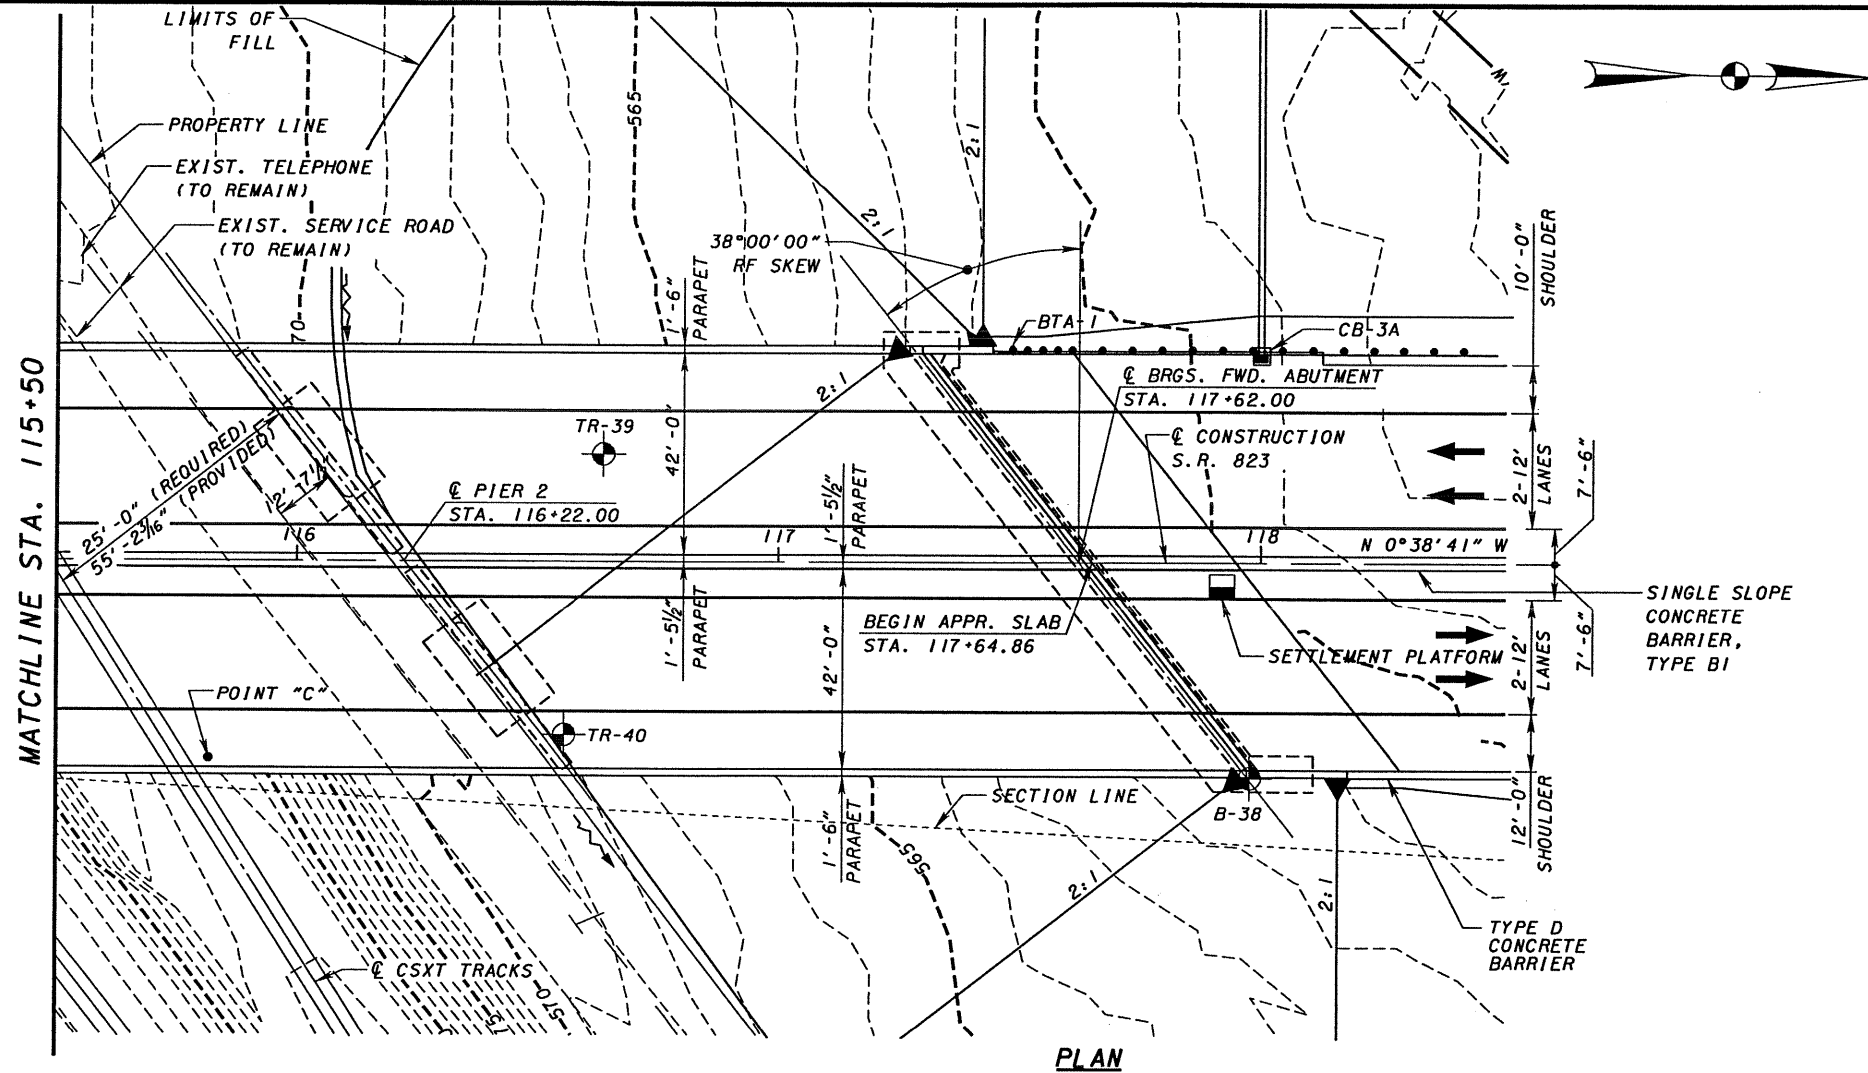 LIMITS OF
FILL
PROPERTY LINE
EXIST. TELEPHONE
(TO REMAIN)
EXIST. SERVICE ROAD
(TO REMAIN)
70
565
2:1
2:1
38°00'00"
RF SKEW
1'-6"
PARAPET
BTA-1
CB-3A
10'-0"
SHOULDER
W
MATCHLINE STA. 115+50
℄ BRGS. FWD. ABUTMENT
STA. 117+62.00
2:1
TR-39
42'-0"
℄ CONSTRUCTION
S.R. 823
2-12'
LANES
7'-6"
25'-0" (REQUIRED)
55'-2 3/16" (PROVIDED)
℄ PIER 2
STA. 116+22.00
1'-5½"
PARAPET
116
117
118
N 0°38'41" W
1'-5½"
PARAPET
BEGIN APPR. SLAB
STA. 117+64.86
42'-0"
SETTLEMENT PLATFORM
2-12'
LANES
7'-6"
SINGLE SLOPE
CONCRETE
BARRIER,
TYPE B1
POINT "C"
TR-40
SECTION LINE
B-38
1'-6"
PARAPET
12'-0"
SHOULDER
565
2:1
2:1
TYPE D
CONCRETE
BARRIER
℄ CSXT TRACKS
570
PLAN